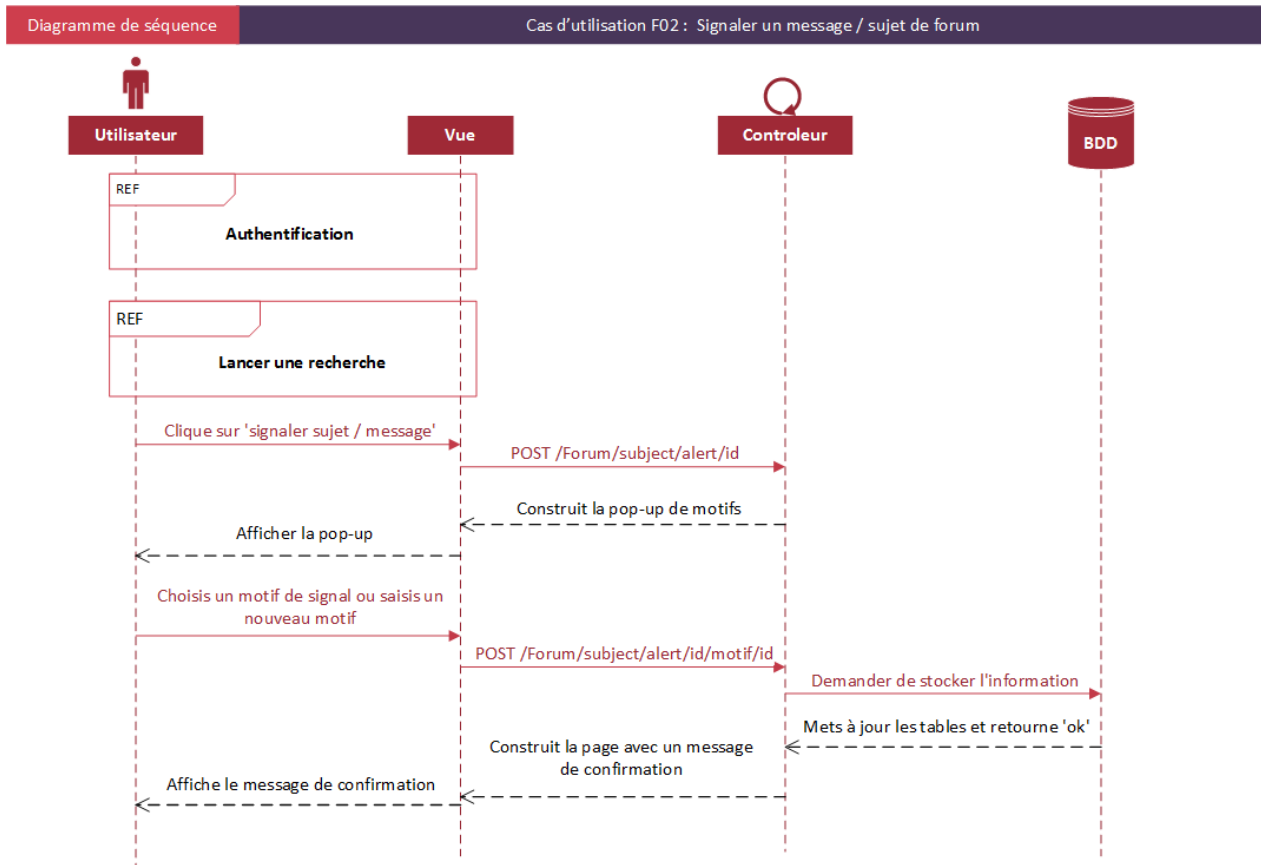 Diagramme de séquence
Cas d'utilisation F02 : Signaler un message / sujet de forum
Utilisateur
Vue
Controleur
BDD
REF
Authentification
REF
Lancer une recherche
Clique sur 'signaler sujet / message'
POST /Forum/subject/alert/id
Construit la pop-up de motifs
Afficher la pop-up
Choisis un motif de signal ou saisis un
nouveau motif
POST /Forum/subject/alert/id/motif/id
Demander de stocker l'information
Mets à jour les tables et retourne 'ok'
Construit la page avec un message
de confirmation
Affiche le message de confirmation